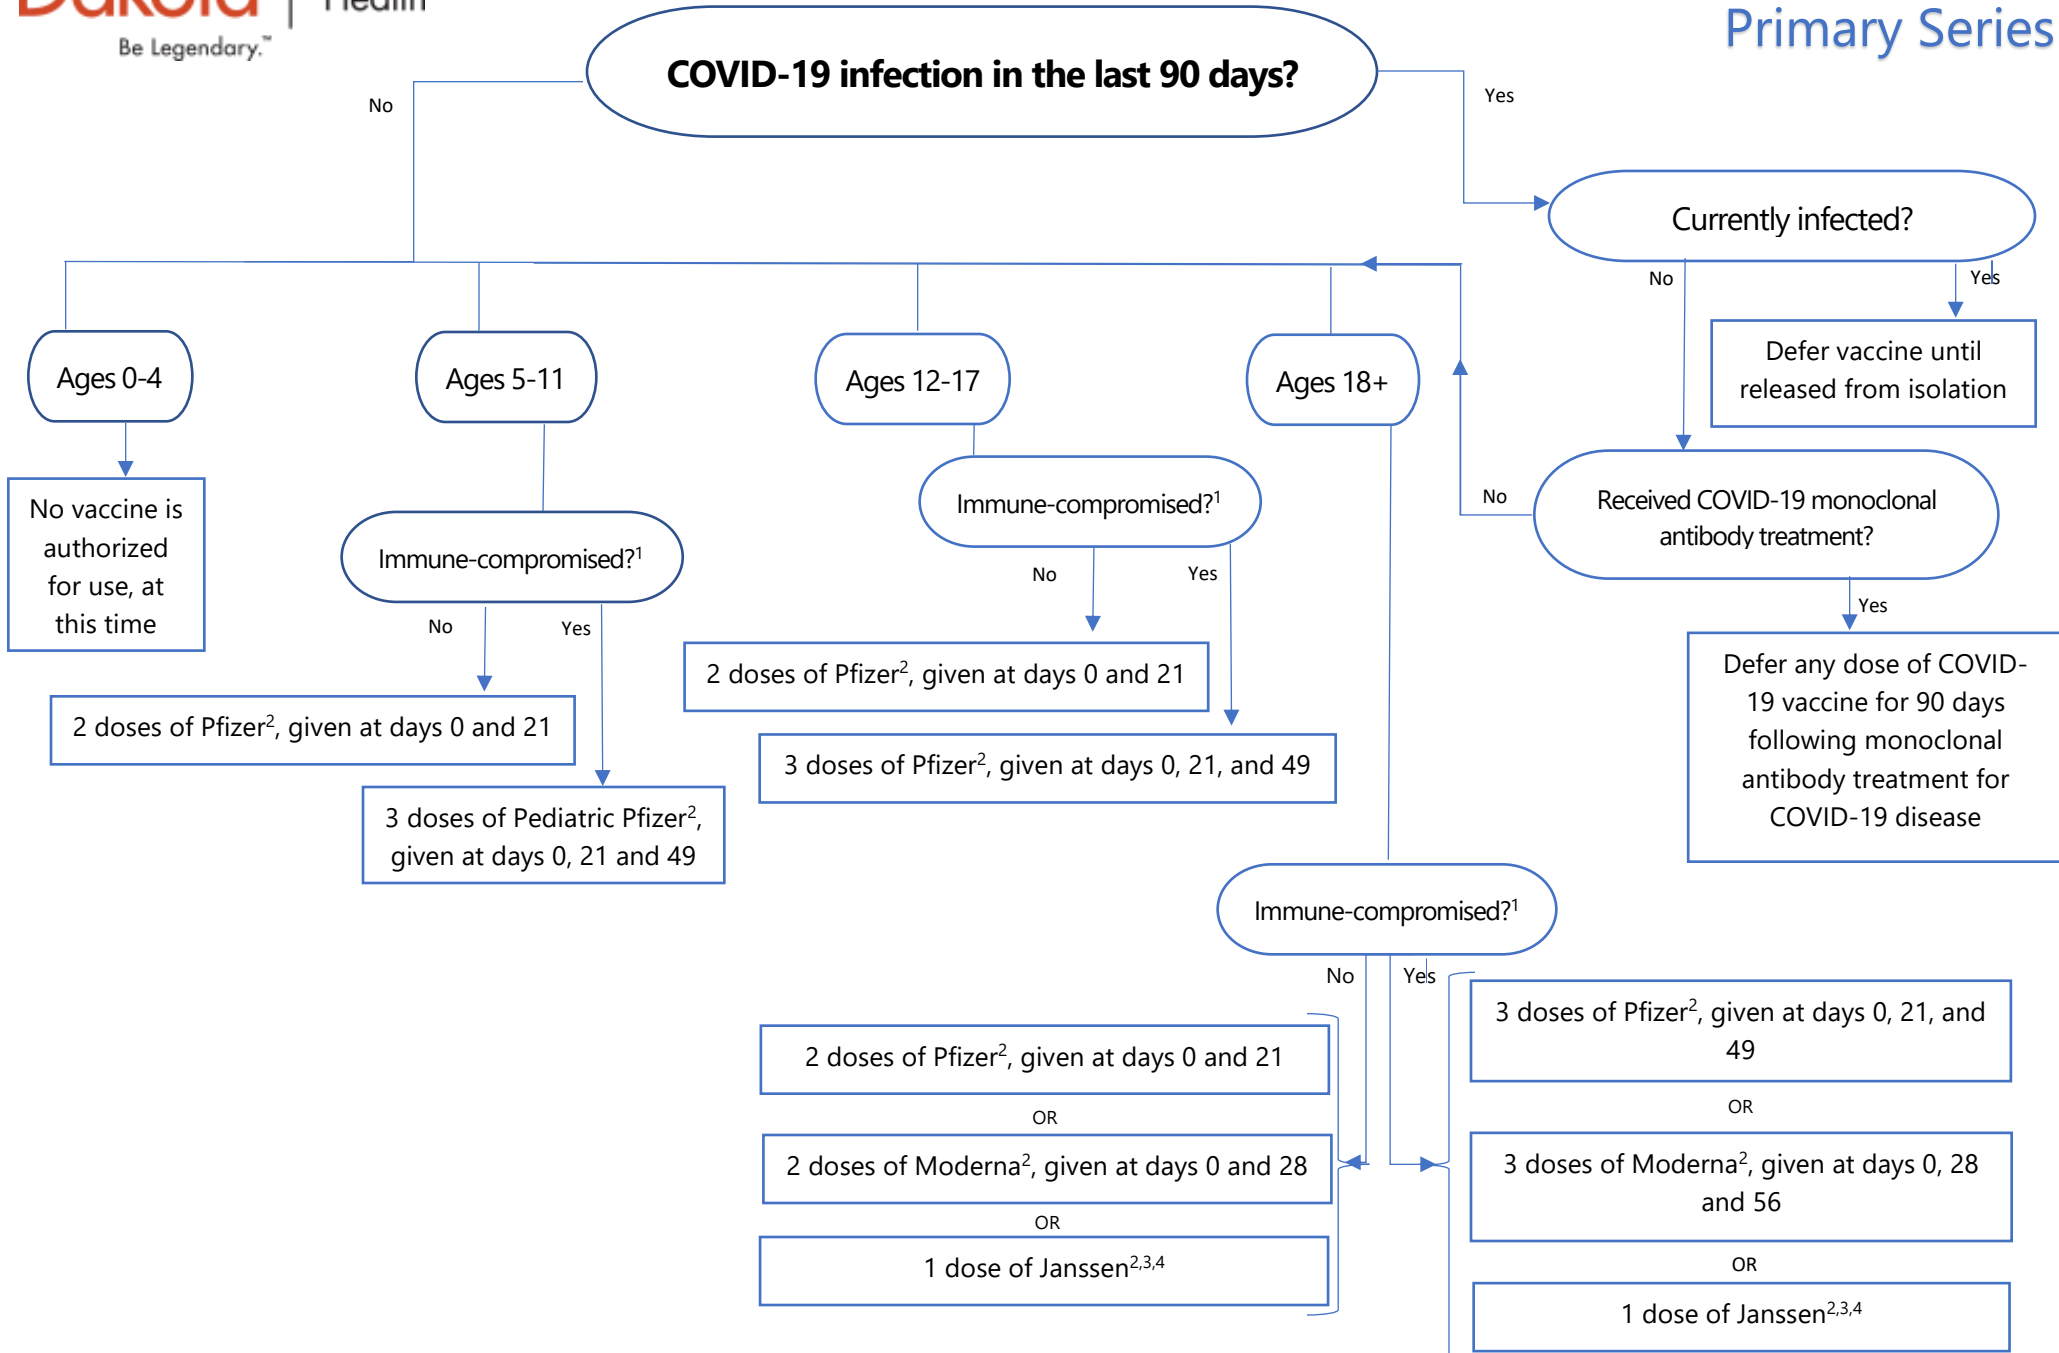 Dakota
Health
Be Legendary.™
Primary Series
COVID-19 infection in the last 90 days?
No
Yes
Currently infected?
No
Yes
Defer vaccine until
released from isolation
Ages 0-4
Ages 5-11
Ages 12-17
Ages 18+
No vaccine is
authorized
for use, at
this time
Immune-compromised?¹
No
Yes
2 doses of Pfizer², given at days 0 and 21
3 doses of Pediatric Pfizer²,
given at days 0, 21 and 49
Immune-compromised?¹
No
Yes
2 doses of Pfizer², given at days 0 and 21
3 doses of Pfizer², given at days 0, 21, and 49
Received COVID-19 monoclonal
antibody treatment?
No
Yes
Defer any dose of COVID-
19 vaccine for 90 days
following monoclonal
antibody treatment for
COVID-19 disease
Immune-compromised?¹
No
Yes
2 doses of Pfizer², given at days 0 and 21
OR
2 doses of Moderna², given at days 0 and 28
OR
1 dose of Janssen²,³,⁴
3 doses of Pfizer², given at days 0, 21, and
49
OR
3 doses of Moderna², given at days 0, 28
and 56
OR
1 dose of Janssen²,³,⁴